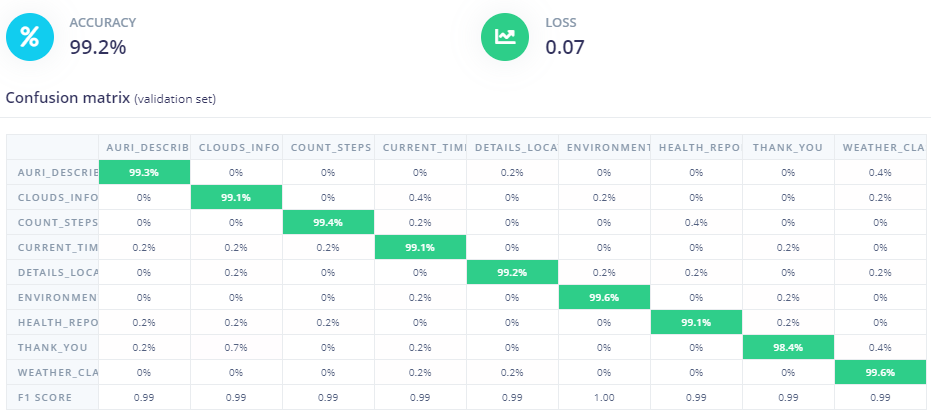 ACCURACY
99.2%
LOSS
0.07
Confusion matrix (validation set)
AURI_DESCRIB CLOUDS_INFO COUNT_STEPS CURRENT_TIM DETAILS_LOCA ENVIRONMENT HEALTH_REPO THANK_YOU WEATHER_CLA
AURI_DESCRIB 99.3% 0% 0% 0% 0.2% 0% 0% 0% 0.4%
CLOUDS_INFO 0% 99.1% 0% 0.4% 0% 0.2% 0% 0% 0.2%
COUNT_STEPS 0% 0% 99.4% 0.2% 0% 0% 0.4% 0% 0%
CURRENT_TIM 0.2% 0.2% 0.2% 99.1% 0% 0% 0% 0.2% 0%
DETAILS_LOCA 0% 0.2% 0% 0% 99.2% 0.2% 0.2% 0% 0.2%
ENVIRONMEN 0% 0% 0% 0.2% 0% 99.6% 0% 0.2% 0%
HEALTH_REPO 0.2% 0.2% 0.2% 0% 0% 0% 99.1% 0.2% 0%
THANK_YOU 0.2% 0.7% 0% 0.2% 0% 0% 0% 98.4% 0.4%
WEATHER_CLA 0% 0% 0% 0.2% 0.2% 0% 0% 0% 99.6%
F1 SCORE 0.99 0.99 0.99 0.99 0.99 1.00 0.99 0.99 0.99